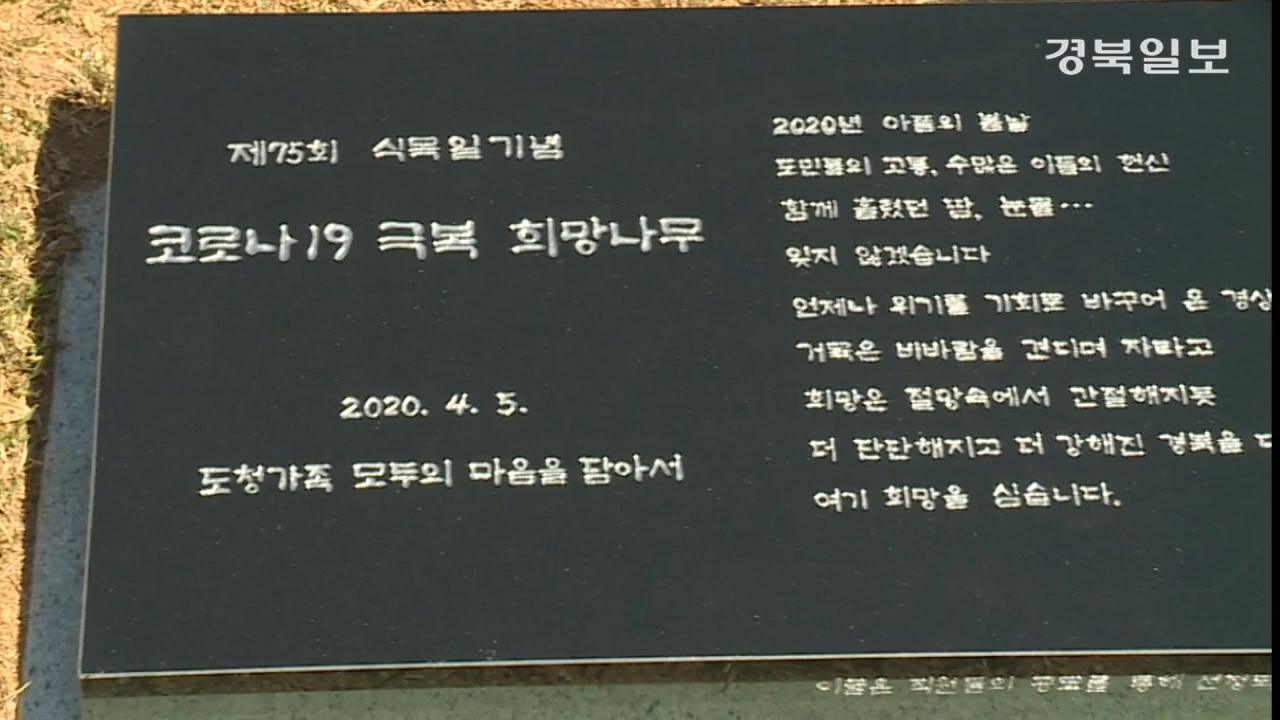 경북일보
제75회 식목일기념
코로나19 극복 희망나무
2020. 4. 5.
도청가족 모두의 마음을 담아서
2020년 아픔의 봄날
도민들의 고통, 수많은 이들의 헌신
함께 흘렸던 땀, 눈물···
잊지 않겠습니다
언제나 위기를 기회로 바꾸어 온 경상
거목은 비바람을 견디며 자라고
희망은 절망속에서 간절해지듯
더 단단해지고 더 강해진 경북을
여기 희망을 심습니다.